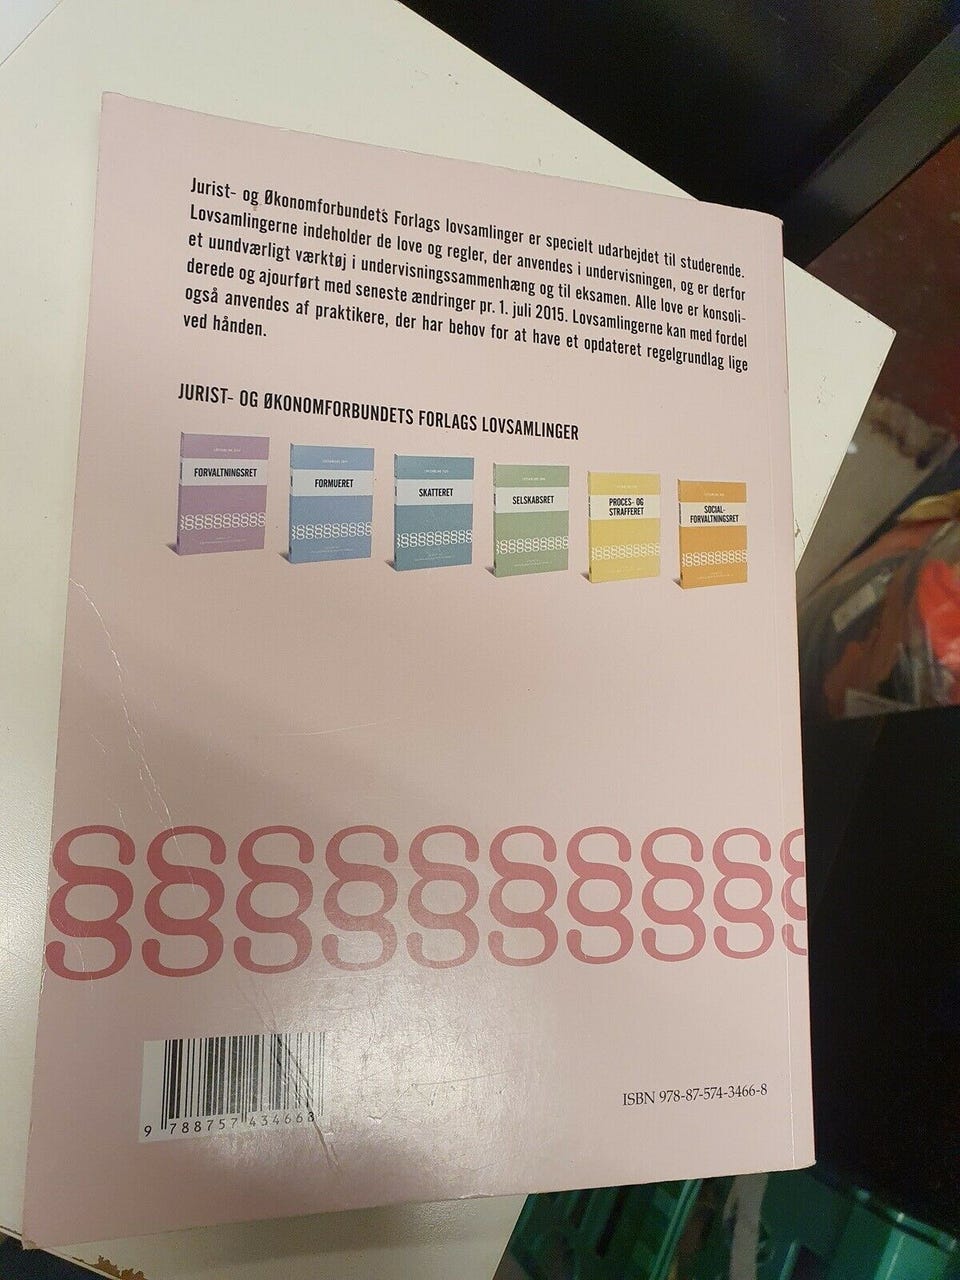 Jurist- og Økonomforbundets Forlags lovsamlinger er specielt udarbejdet til studerende.
Lovsamlingerne indeholder de love og regler, der anvendes i undervisningen, og er derfor
et uundværligt værktøj i undervisningssammenhæng og til eksamen. Alle love er konsoli-
derede og ajourført med seneste ændringer pr. 1. juli 2015. Lovsamlingerne kan med fordel
også anvendes af praktikere, der har behov for at have et opdateret regelgrundlag lige
ved hånden.
JURIST- OG ØKONOMFORBUNDETS FORLAGS LOVSAMLINGER
FORVALTNINGSRET
FORMUERET
SKATTERET
SELSKABSRET
PROCES- OG
STRAFFERET
SOCIAL-
FORVALTNINGSRET
§§§§§§§§§§
ISBN 978-87-574-3466-8
9 788757 434668